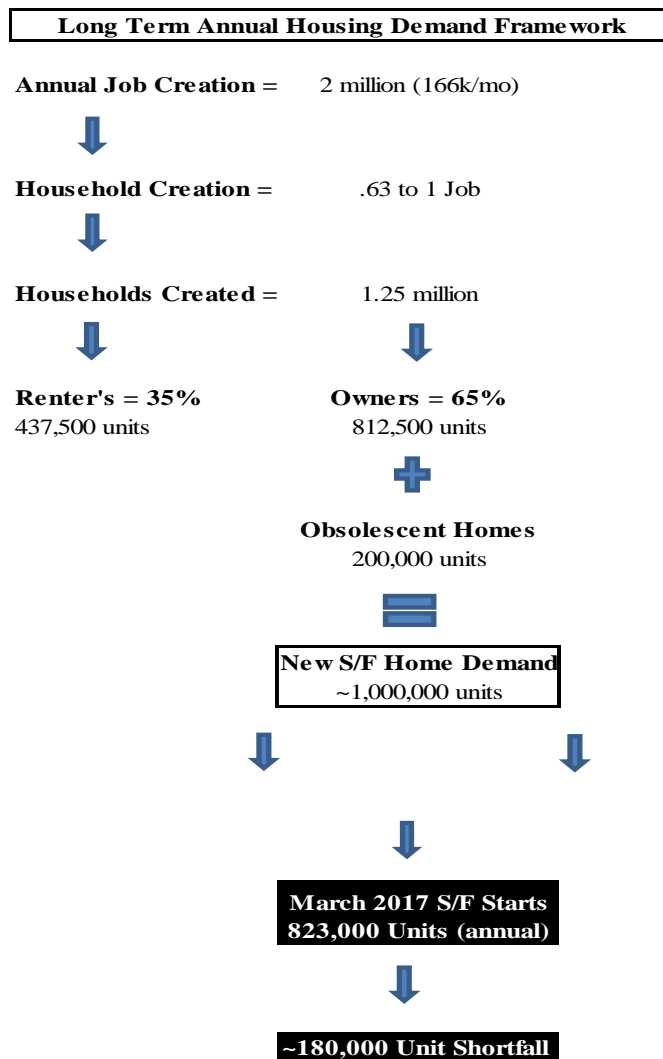 Long Term Annual Housing Demand Framework
Annual Job Creation = 2 million (166k/mo)
Household Creation = .63 to 1 Job
Households Created = 1.25 million
Renter's = 35% Owners = 65%
437,500 units 812,500 units
Obsolescent Homes
200,000 units
New S/F Home Demand
~1,000,000 units
March 2017 S/F Starts
823,000 Units (annual)
~180,000 Unit Shortfall